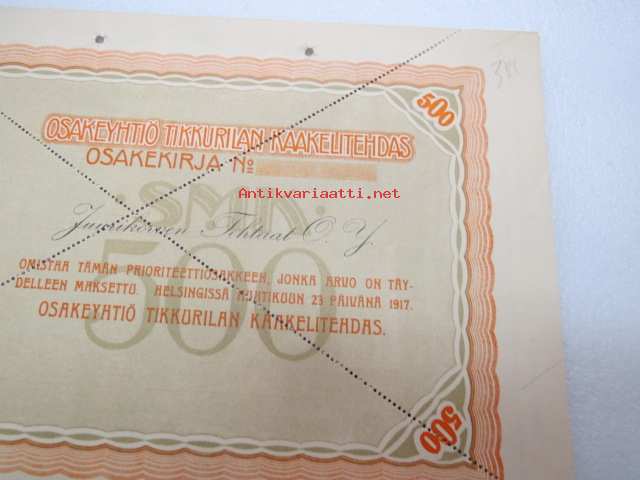 500
OSAKEYHTIÖ TIKKURILAN KAAKELITEHDAS
OSAKEKIRJA No
Antikvariaatti.net
SMK.
500
Tehtaat O.Y.
OMISTAA TÄMÄN PRIORITEETTIOSAKKEEN, JONKA ARVO ON TÄY-
DELLEEN MAKSETTU. HELSINGISSÄ HUHTIKUUN 23 PÄIVÄNÄ 1917.
OSAKEYHTIÖ TIKKURILAN KAAKELITEHDAS.
500